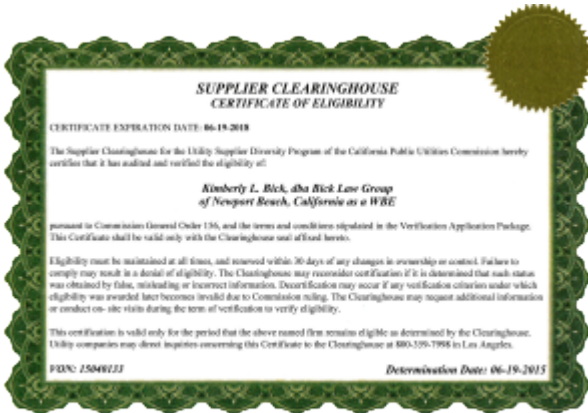 SUPPLIER CLEARINGHOUSE
CERTIFICATE OF ELIGIBILITY
CERTIFICATE EXPIRATION DATE: 06-19-2018
The Supplier Clearinghouse for the Utility Supplier Diversity Program of the California Public Utilities Commission hereby
certifies that it has audited and verified the eligibility of:
Kimberly L. Bick, dba Bick Law Group
of Newport Beach, California as a WBE
pursuant to Commission General Order 156, and the terms and conditions stipulated in the Verification Application Package.
This Certificate shall be valid only with the Clearinghouse seal affixed hereto.
Eligibility must be maintained at all times, and renewed within 30 days of any changes in ownership or control. Failure to
comply may result in a denial of eligibility. The Clearinghouse may reconsider certification if it is determined that such status
was obtained by false, misleading or incorrect information. Decertification may occur if any verification criterion under which
eligibility was awarded later becomes invalid due to Commission ruling. The Clearinghouse may request additional information
or conduct on- site visits during the term of verification to verify eligibility.
This certification is valid only for the period that the above named firm remains eligible as determined by the Clearinghouse.
Utility companies may direct inquiries concerning this Certificate to the Clearinghouse at 800-359-7998 in Los Angeles.
VON: 15040133
Determination Date: 06-19-2015